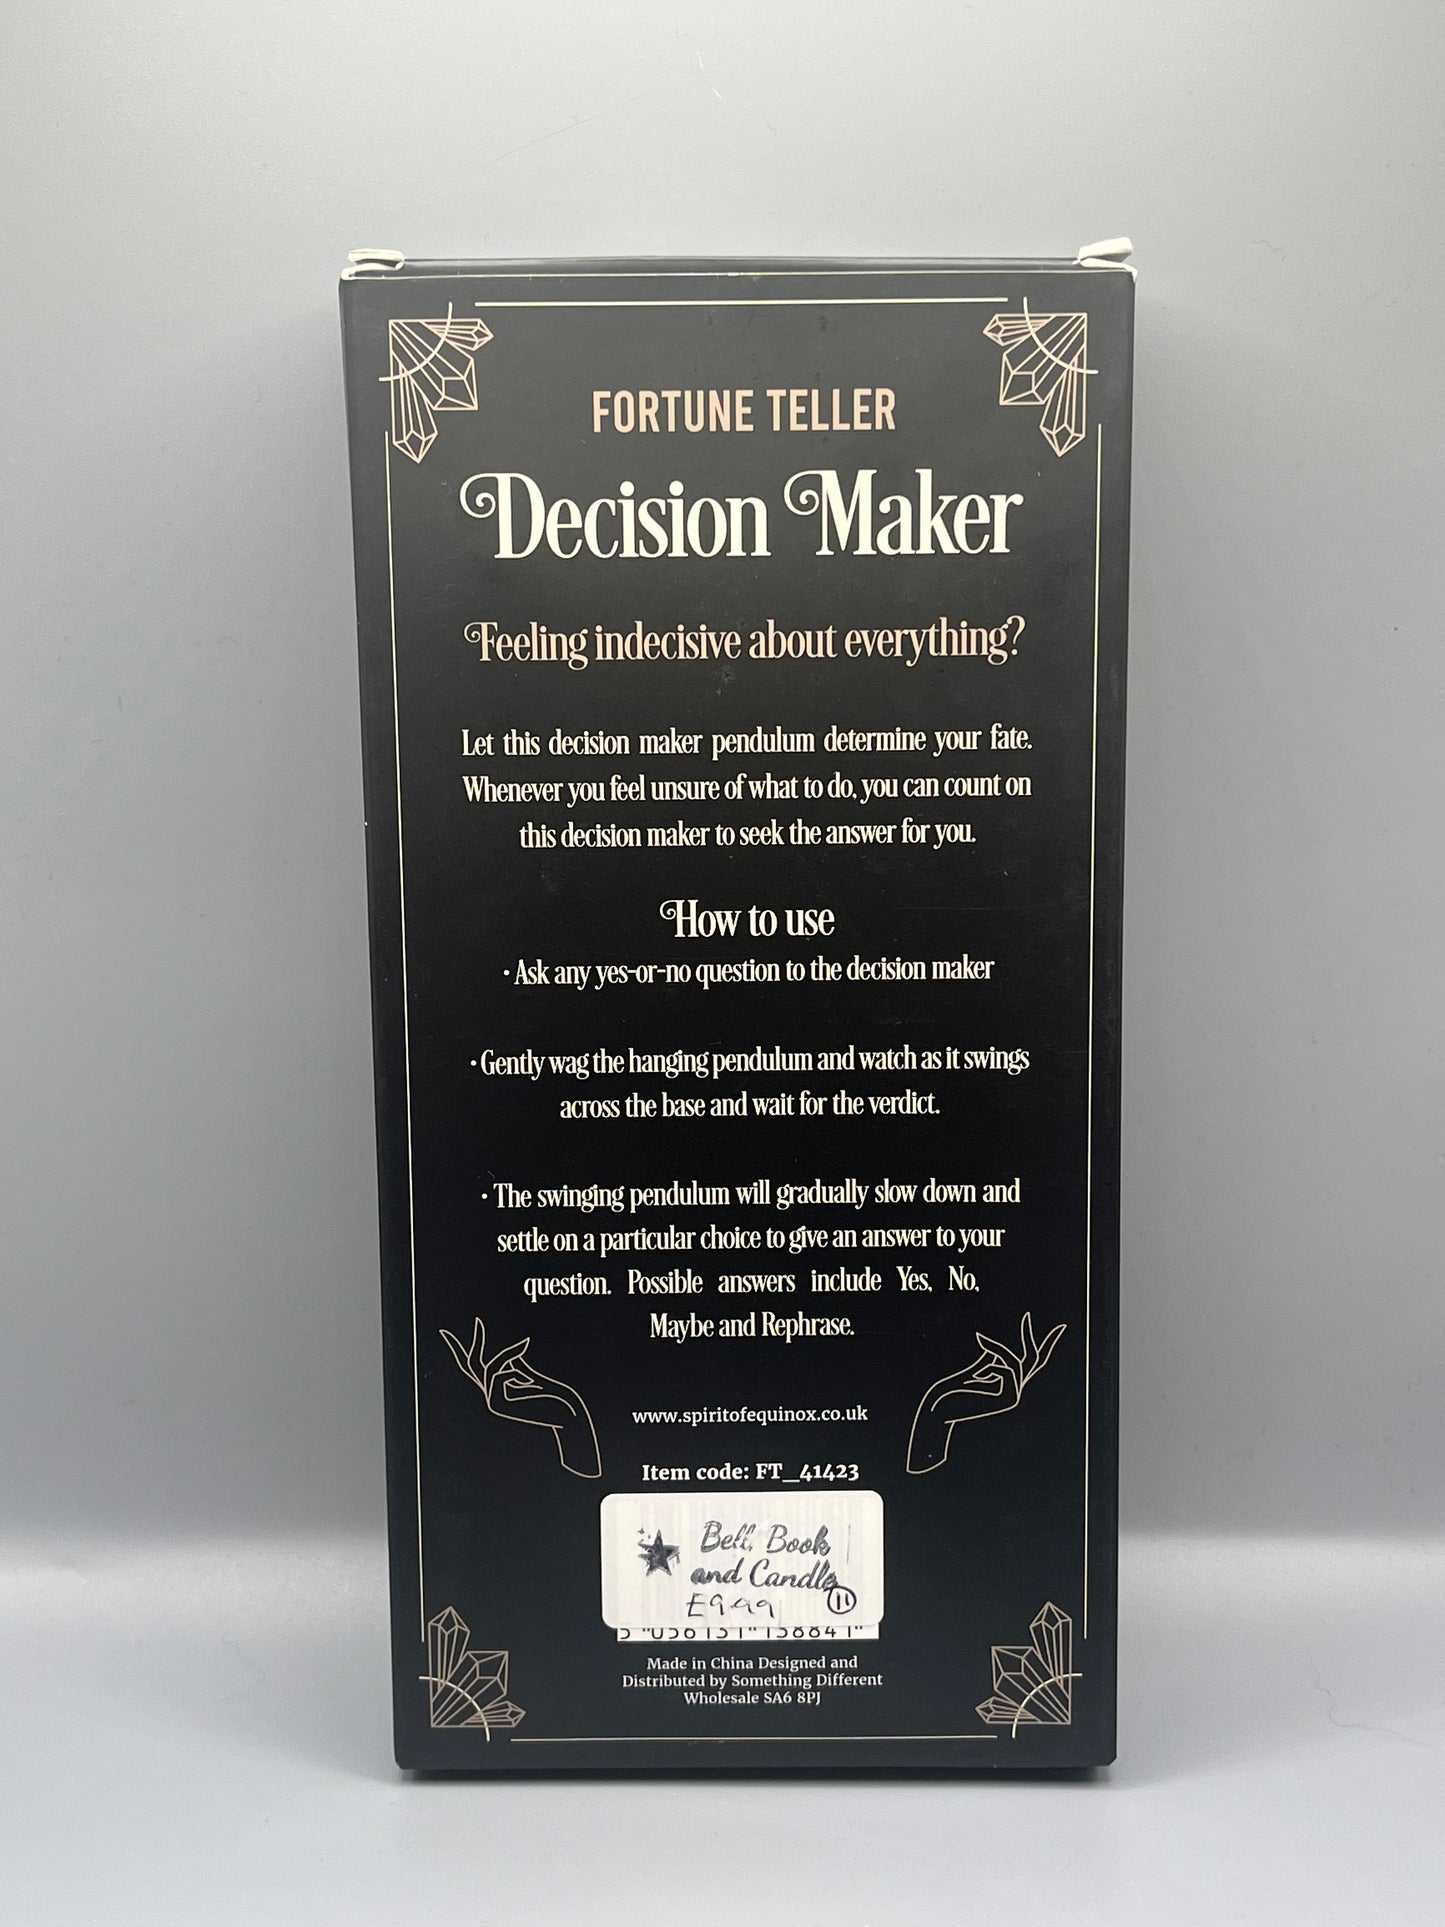 FORTUNE TELLER
Decision Maker
Feeling indecisive about everything?
Let this decision maker pendulum determine your fate.
Whenever you feel unsure of what to do, you can count on
this decision maker to seek the answer for you.
How to use
• Ask any yes-or-no question to the decision maker
• Gently wag the hanging pendulum and watch as it swings
across the base and wait for the verdict.
• The swinging pendulum will gradually slow down and
settle on a particular choice to give an answer to your
question. Possible answers include Yes, No,
Maybe and Rephrase.
www.spiritofequinox.co.uk
Item code: FT_41423
Bell, Book
and Candle
£9.99 11
Made in China Designed and
Distributed by Something Different
Wholesale SA6 8PJ